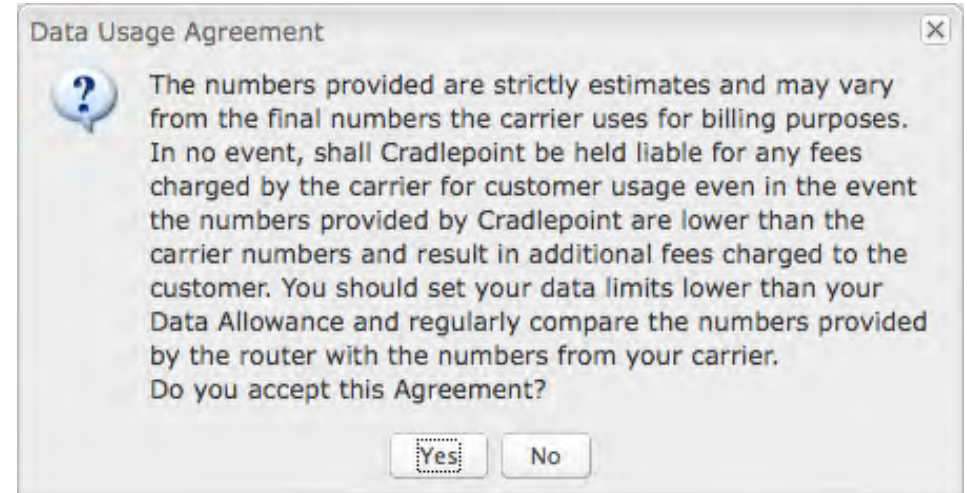 Data Usage Agreement
The numbers provided are strictly estimates and may vary
from the final numbers the carrier uses for billing purposes.
In no event, shall Cradlepoint be held liable for any fees
charged by the carrier for customer usage even in the event
the numbers provided by Cradlepoint are lower than the
carrier numbers and result in additional fees charged to the
customer. You should set your data limits lower than your
Data Allowance and regularly compare the numbers provided
by the router with the numbers from your carrier.
Do you accept this Agreement?
Yes No